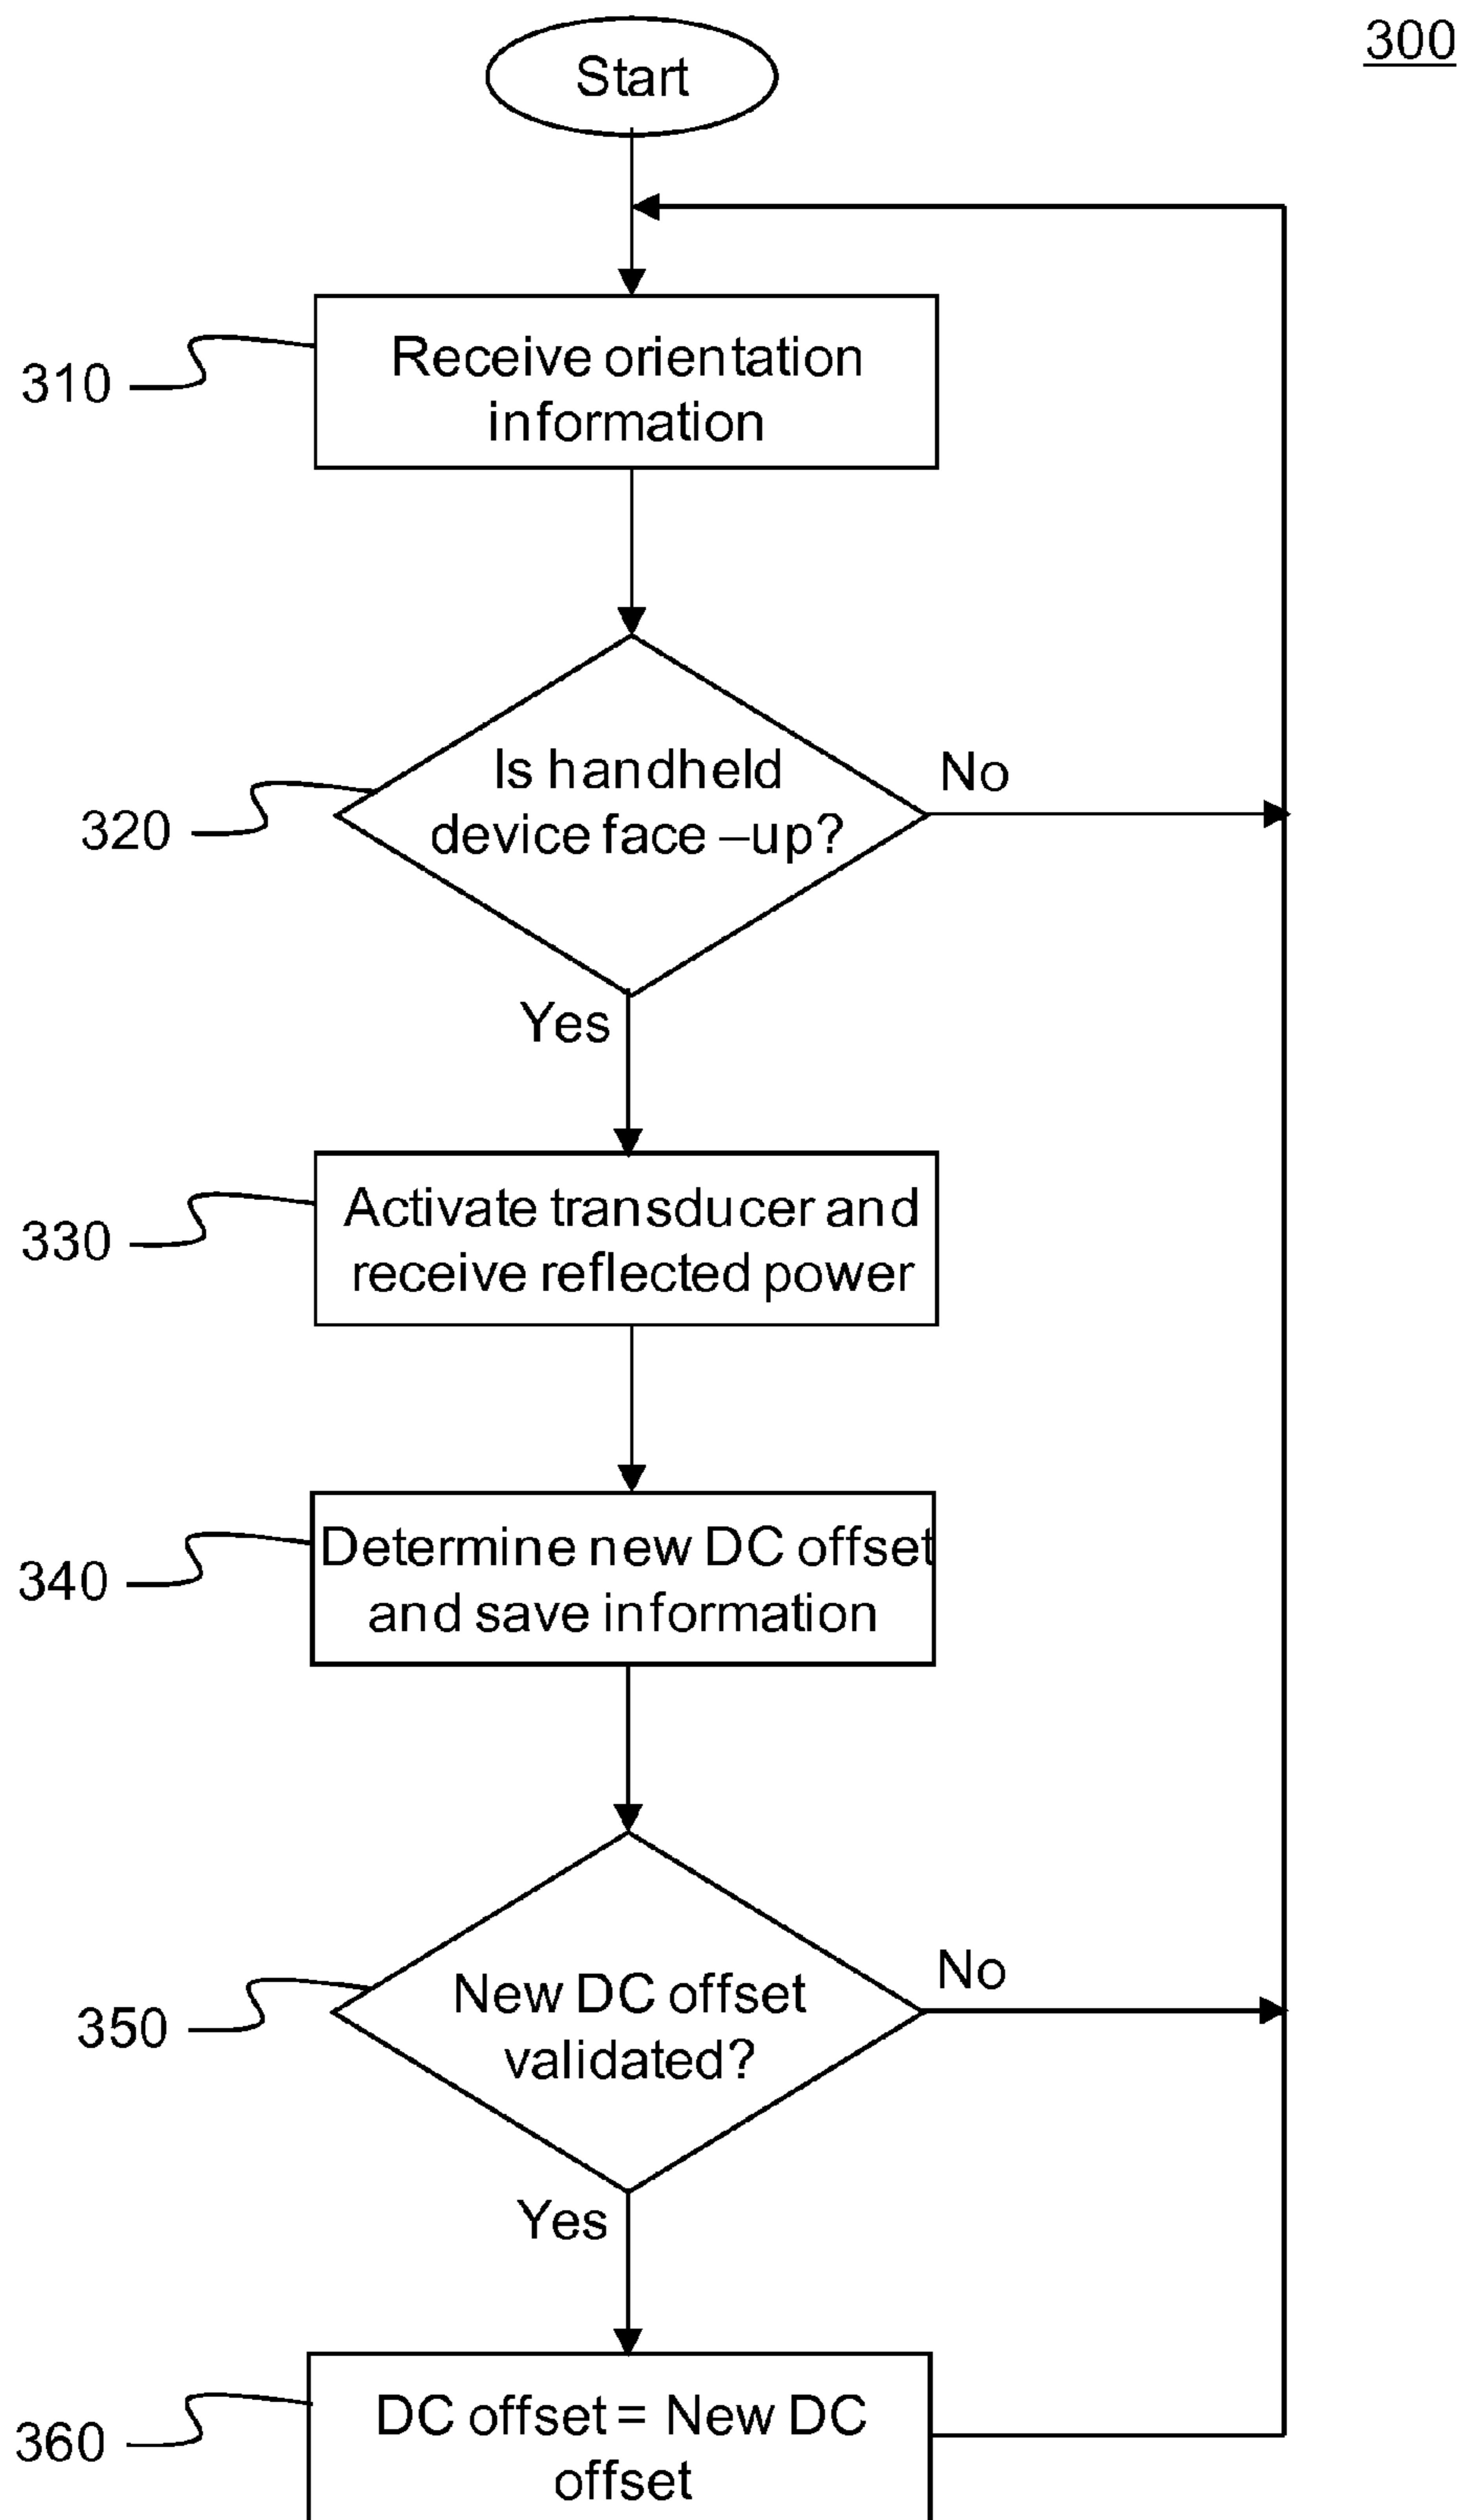 300
Start
Receive orientation
information
310
Is handheld
device face –up?
No
320
Yes
Activate transducer and
receive reflected power
330
Determine new DC offset
and save information
340
New DC offset
validated?
No
350
Yes
DC offset = New DC
offset
360